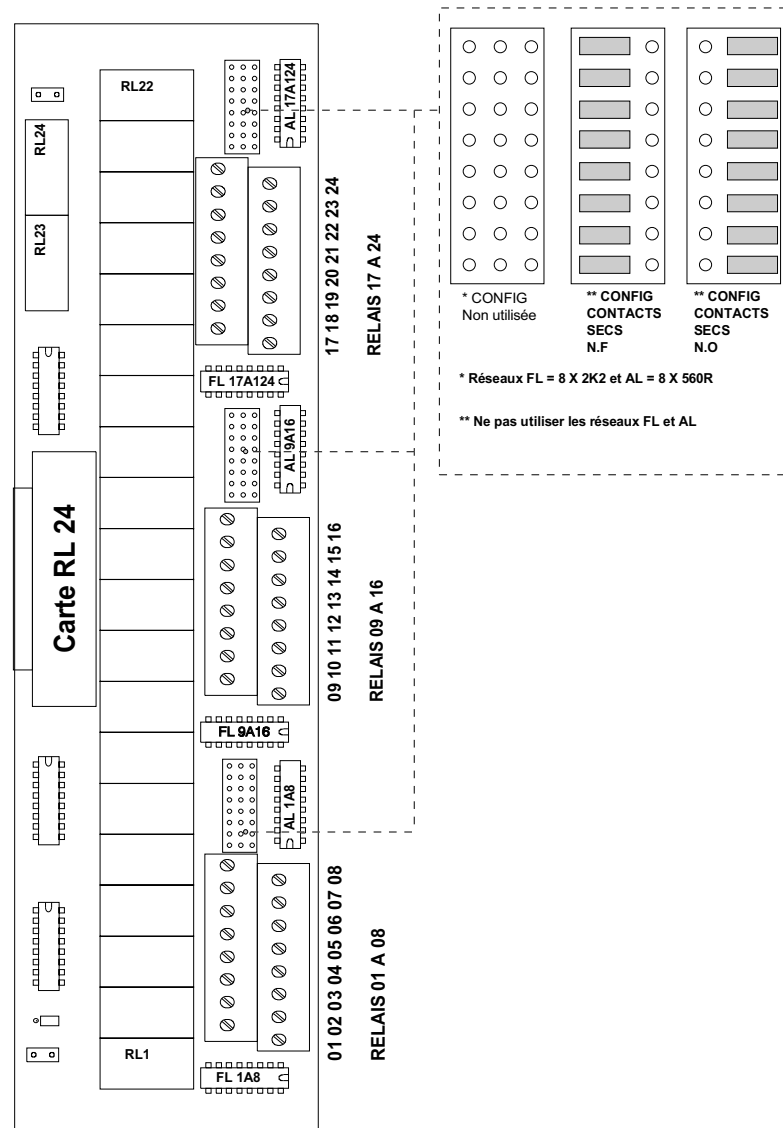 RL22
RL24
RL23
AL 17A124
17 18 19 20 21 22 23 24
RELAIS 17 A 24
FL 17A124
AL 9A16
Carte RL 24
09 10 11 12 13 14 15 16
RELAIS 09 A 16
FL 9A16
AL 1A8
01 02 03 04 05 06 07 08
RELAIS 01 A 08
RL1
FL 1A8
* CONFIG
Non utilisée
** CONFIG
CONTACTS
SECS
N.F
** CONFIG
CONTACTS
SECS
N.O
* Réseaux FL = 8 X 2K2 et AL = 8 X 560R
** Ne pas utiliser les réseaux FL et AL